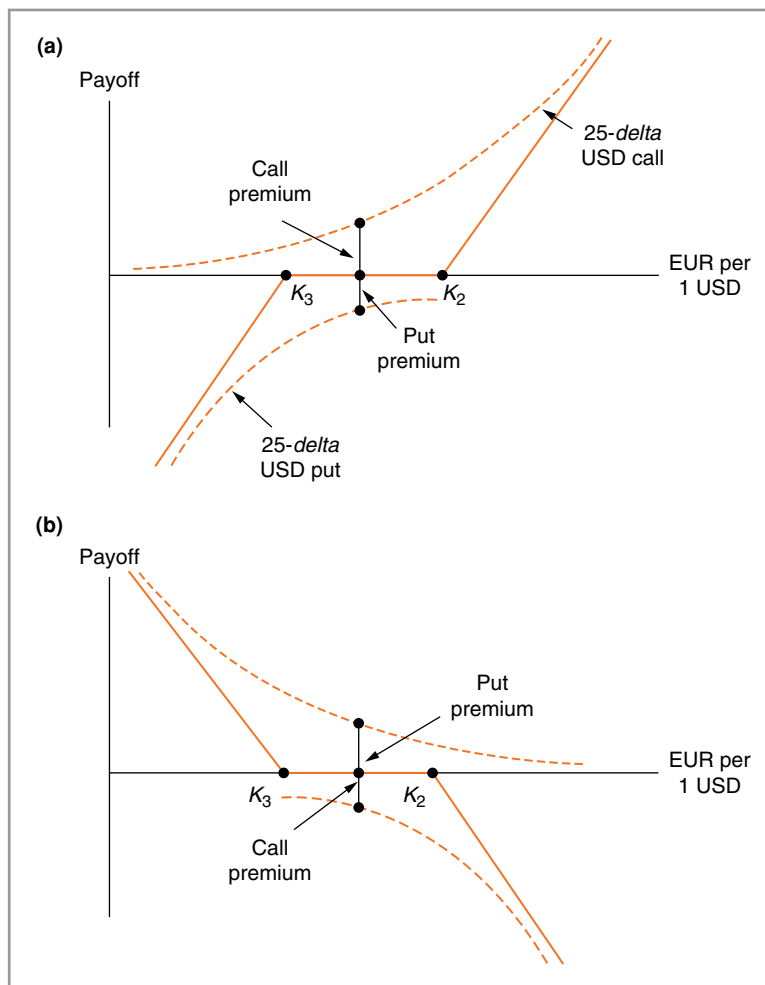 (a)
Payoff
25-delta
USD call
Call
premium
EUR per
1 USD
K3
K2
Put
premium
25-delta
USD put
(b)
Payoff
Put
premium
EUR per
1 USD
K3
K2
Call
premium